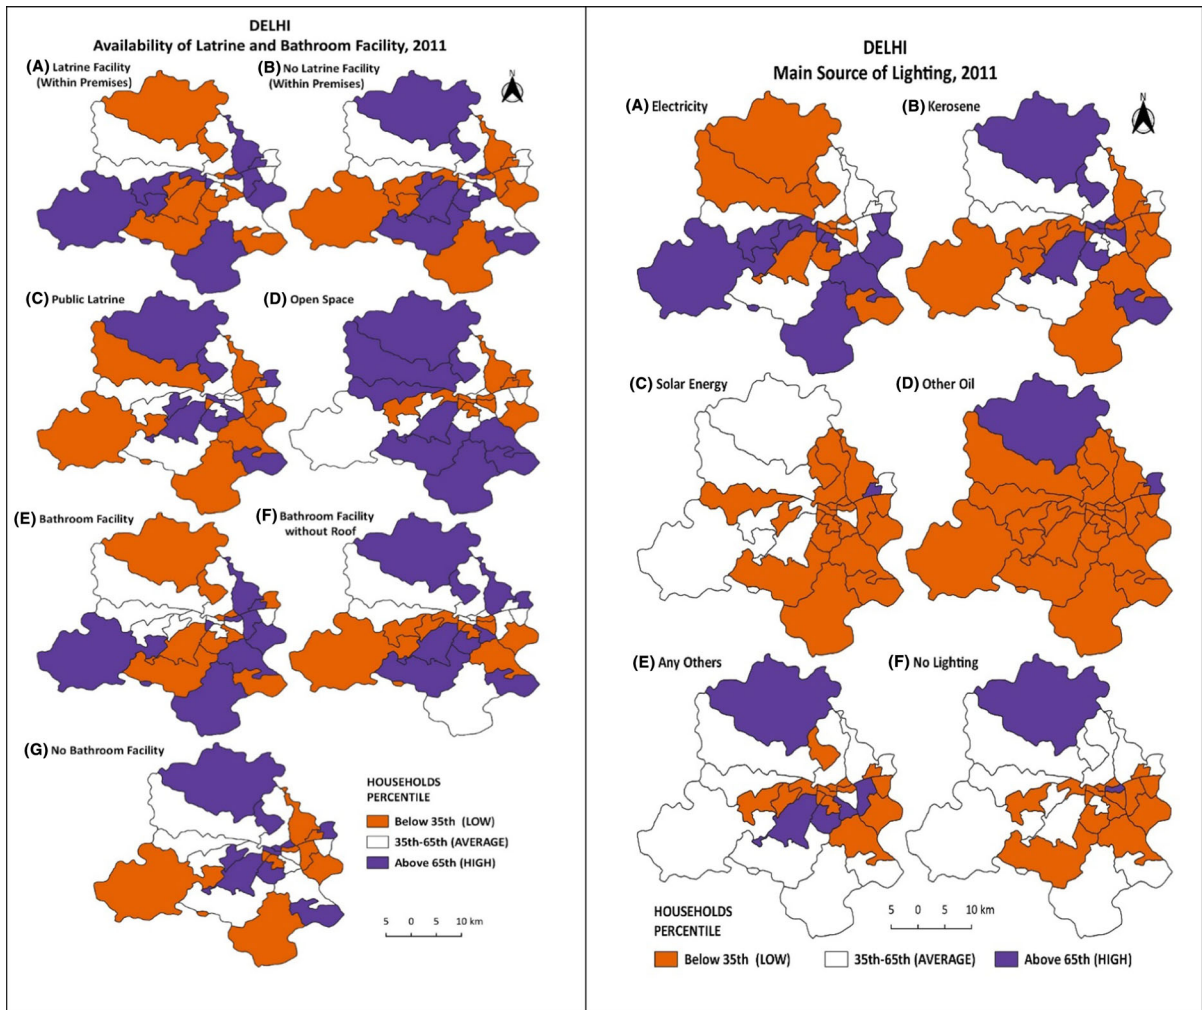 DELHI
Availability of Latrine and Bathroom Facility, 2011
(A) Latrine Facility
(Within Premises)
(B) No Latrine Facility
(Within Premises)
N
(C) Public Latrine
(D) Open Space
(E) Bathroom Facility
(F) Bathroom Facility
without Roof
(G) No Bathroom Facility
HOUSEHOLDS
PERCENTILE
Below 35th (LOW)
35th-65th (AVERAGE)
Above 65th (HIGH)
5 0 5 10 km
DELHI
Main Source of Lighting, 2011
(A) Electricity
(B) Kerosene
N
(C) Solar Energy
(D) Other Oil
(E) Any Others
(F) No Lighting
HOUSEHOLDS
PERCENTILE
5 0 5 10 km
Below 35th (LOW)
35th-65th (AVERAGE)
Above 65th (HIGH)